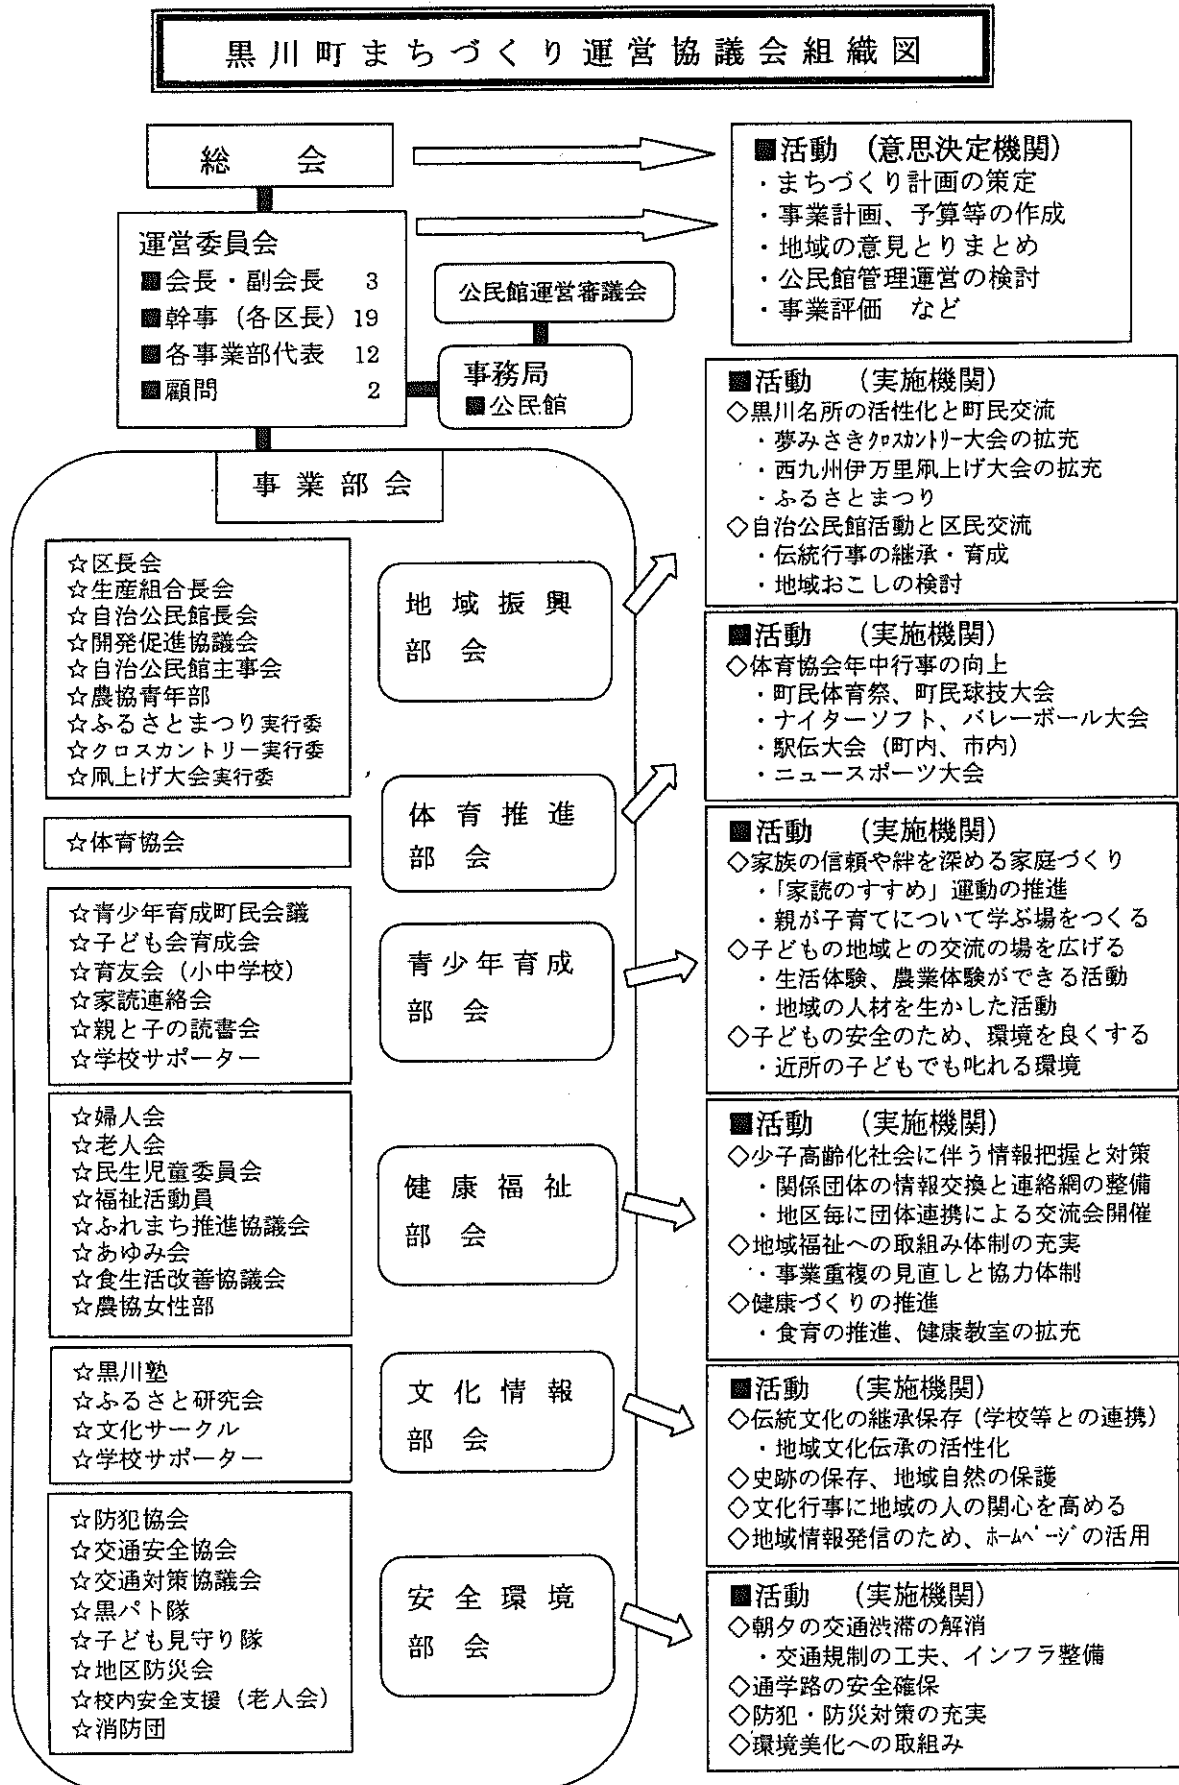 黒川町まちづくり運営協議会組織図
総会
■活動　(意思決定機関)
・まちづくり計画の策定
・事業計画、予算等の作成
・地域の意見とりまとめ
・公民館管理運営の検討
・事業評価　など
運営委員会
■会長・副会長　3
■幹事（各区長）19
■各事業部代表　12
■顧問　2
公民館運営審議会
事務局
■公民館
事業部会
☆区長会
☆生産組合長会
☆自治公民館長会
☆開発促進協議会
☆自治公民館主事会
☆農協青年部
☆ふるさとまつり実行委
☆クロスカントリー実行委
☆凧上げ大会実行委
地域振興
部会
■活動　（実施機関）
◇黒川名所の活性化と町民交流
・夢みさきｸﾛｽｶﾝﾄﾘｰ大会の拡充
・西九州伊万里凧上げ大会の拡充
・ふるさとまつり
◇自治公民館活動と区民交流
・伝統行事の継承・育成
・地域おこしの検討
☆体育協会
体育推進
部会
■活動　（実施機関）
◇体育協会年中行事の向上
・町民体育祭、町民球技大会
・ナイターソフト、バレーボール大会
・駅伝大会（町内、市内）
・ニュースポーツ大会
☆青少年育成町民会議
☆子ども会育成会
☆育友会（小中学校）
☆家読連絡会
☆親と子の読書会
☆学校サポーター
青少年育成
部会
■活動　（実施機関）
◇家族の信頼や絆を深める家庭づくり
・「家読のすすめ」運動の推進
・親が子育てについて学ぶ場をつくる
◇子どもの地域との交流の場を広げる
・生活体験、農業体験ができる活動
・地域の人材を生かした活動
◇子どもの安全のため、環境を良くする
・近所の子どもでも叱れる環境
☆婦人会
☆老人会
☆民生児童委員会
☆福祉活動員
☆ふれまち推進協議会
☆あゆみ会
☆食生活改善協議会
☆農協女性部
健康福祉
部会
■活動　（実施機関）
◇少子高齢化社会に伴う情報把握と対策
・関係団体の情報交換と連絡網の整備
・地区毎に団体連携による交流会開催
◇地域福祉への取組み体制の充実
・事業重複の見直しと協力体制
◇健康づくりの推進
・食育の推進、健康教室の拡充
☆黒川塾
☆ふるさと研究会
☆文化サークル
☆学校サポーター
文化情報
部会
■活動　（実施機関）
◇伝統文化の継承保存（学校等との連携）
・地域文化伝承の活性化
◇史跡の保存、地域自然の保護
◇文化行事に地域の人の関心を高める
◇地域情報発信のため、ﾎｰﾑﾍﾟｰｼﾞの活用
☆防犯協会
☆交通安全協会
☆交通対策協議会
☆黒パト隊
☆子ども見守り隊
☆地区防災会
☆校内安全支援（老人会）
☆消防団
安全環境
部会
■活動　（実施機関）
◇朝夕の交通渋滞の解消
・交通規制の工夫、インフラ整備
◇通学路の安全確保
◇防犯・防災対策の充実
◇環境美化への取組み